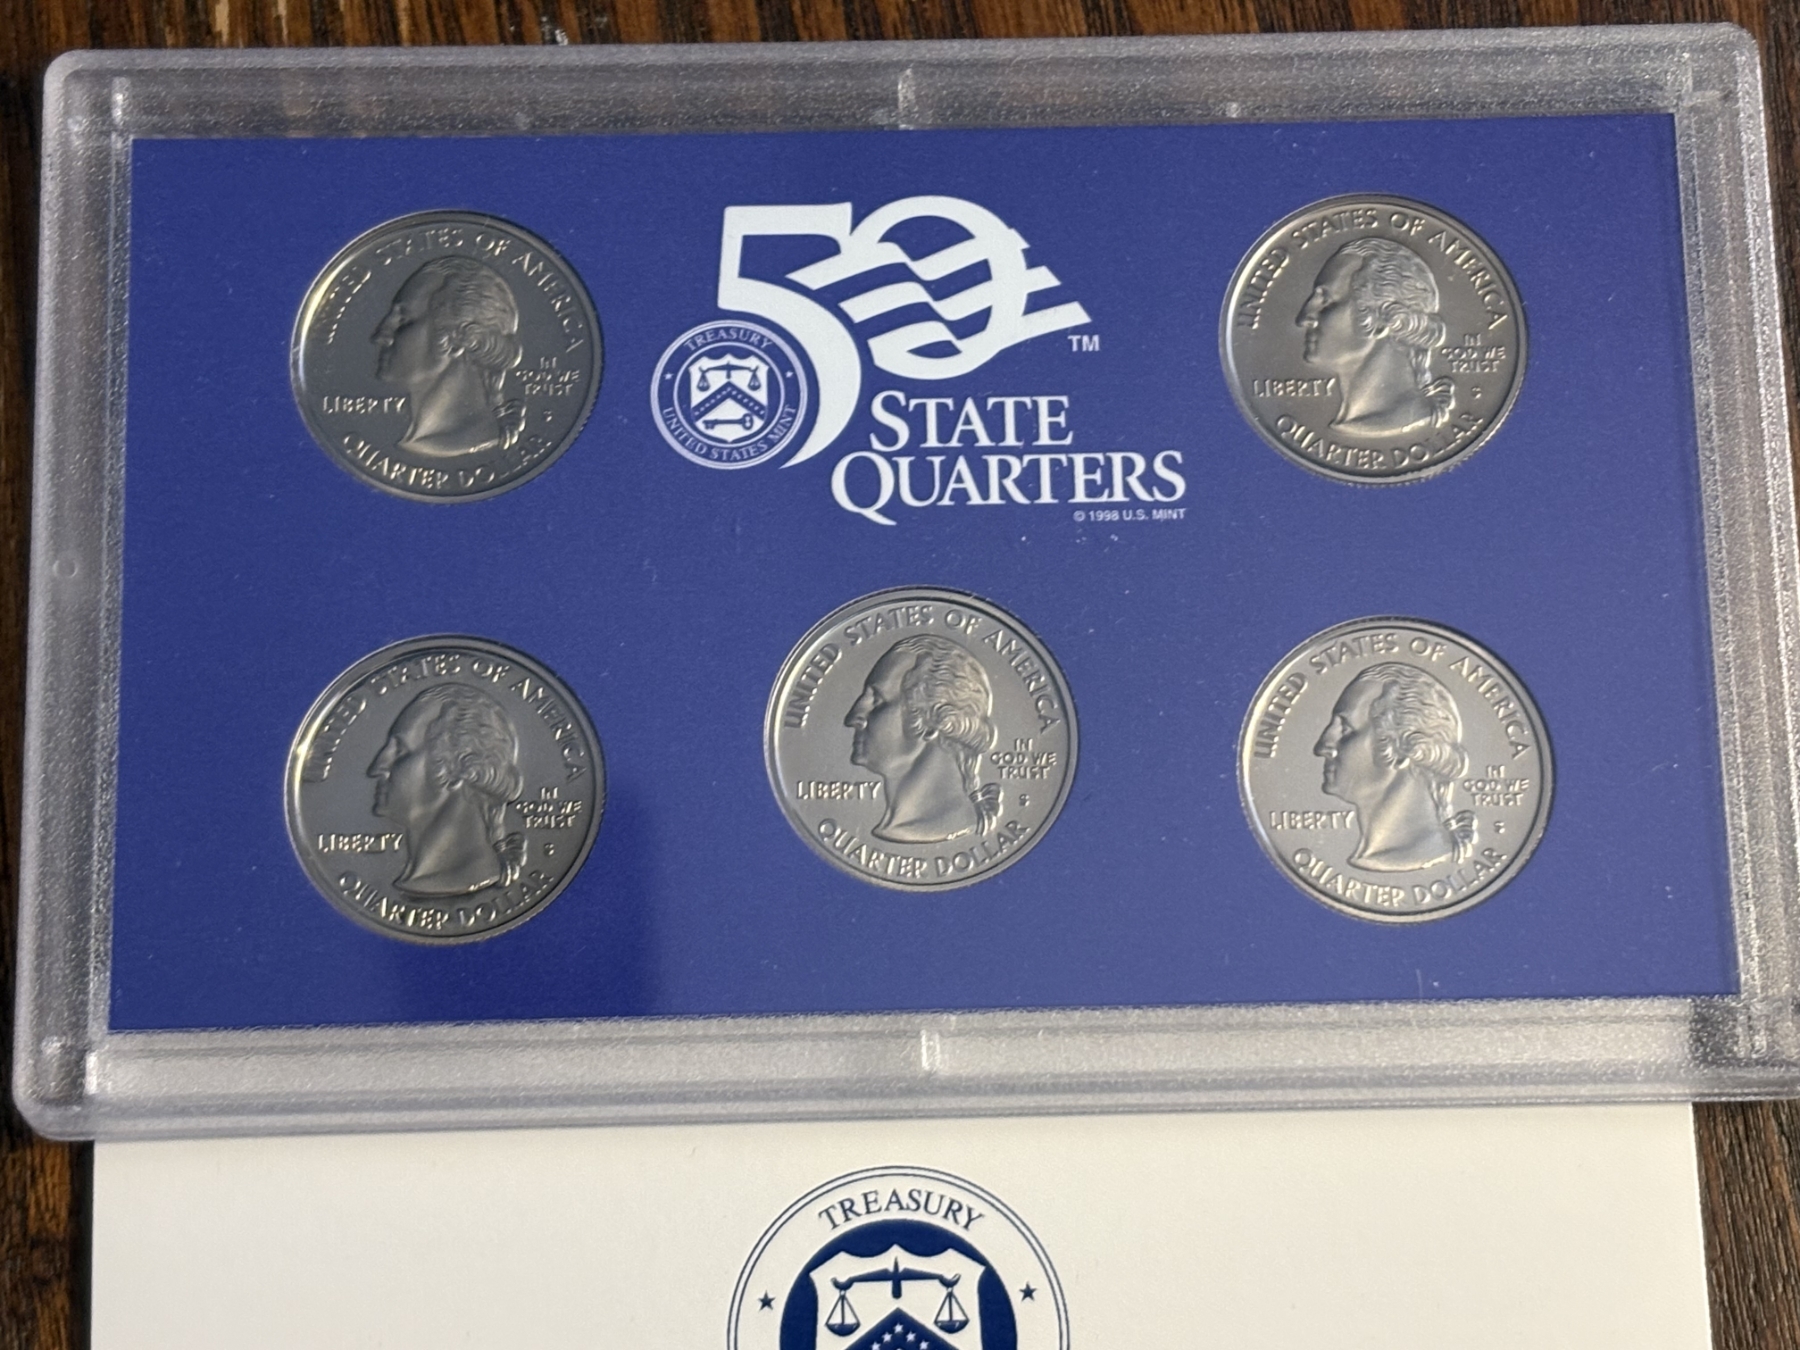 UNITED STATES OF AMERICA
LIBERTY
IN
GOD WE
TRUST
S
QUARTER DOLLAR
50
TM
TREASURY
UNITED STATES MINT
STATE
QUARTERS
© 1998 U.S. MINT
UNITED STATES OF AMERICA
LIBERTY
IN
GOD WE
TRUST
S
QUARTER DOLLAR
UNITED STATES OF AMERICA
LIBERTY
IN
GOD WE
TRUST
S
QUARTER DOLLAR
UNITED STATES OF AMERICA
LIBERTY
IN
GOD WE
TRUST
S
QUARTER DOLLAR
UNITED STATES OF AMERICA
LIBERTY
IN
GOD WE
TRUST
S
QUARTER DOLLAR
TREASURY